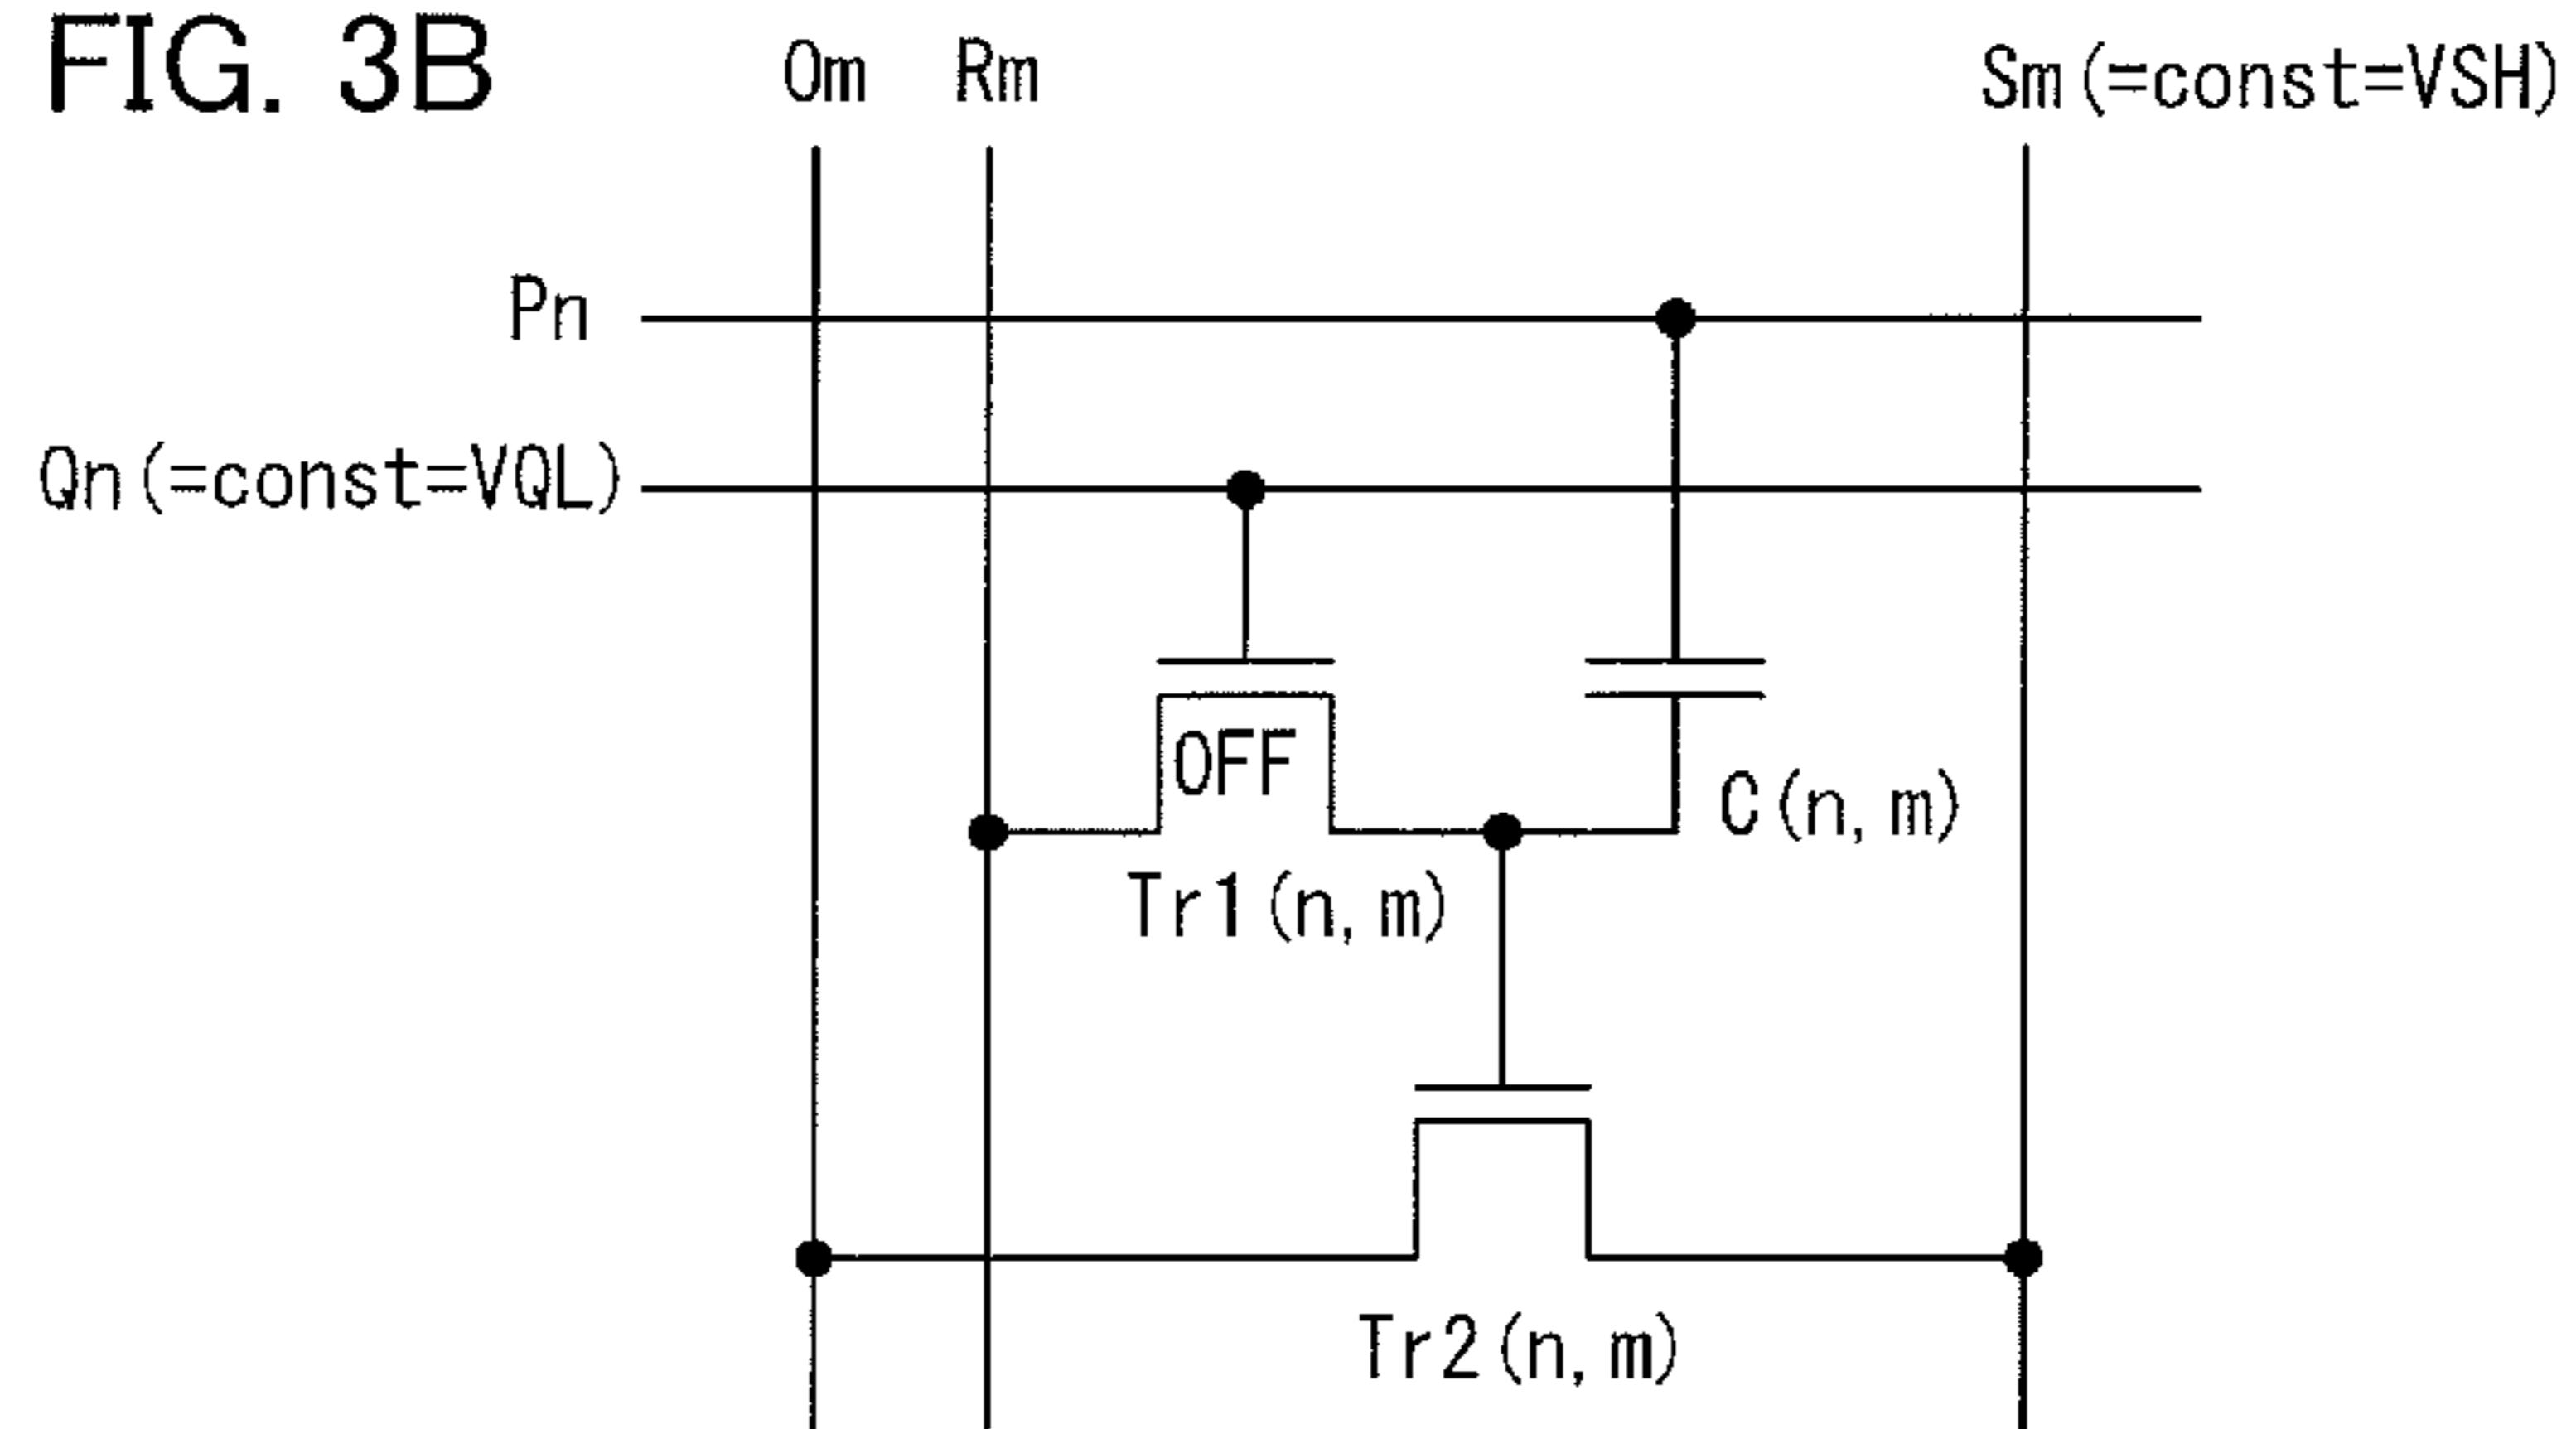 FIG. 3B
Om Rm Sm(=const=VSH)
Pn
Qn(=const=VQL)
OFF
C(n,m)
Tr1(n,m)
Tr2(n,m)